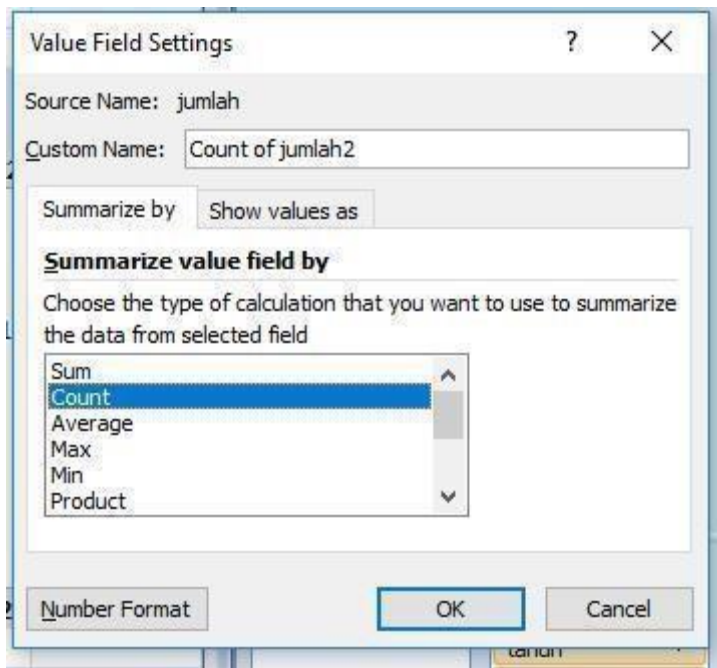 Value Field Settings ? X
Source Name: jumlah
Custom Name: Count of jumlah2
Summarize by Show values as
Summarize value field by
Choose the type of calculation that you want to use to summarize
the data from selected field
Sum
Count
Average
Max
Min
Product
Number Format OK Cancel